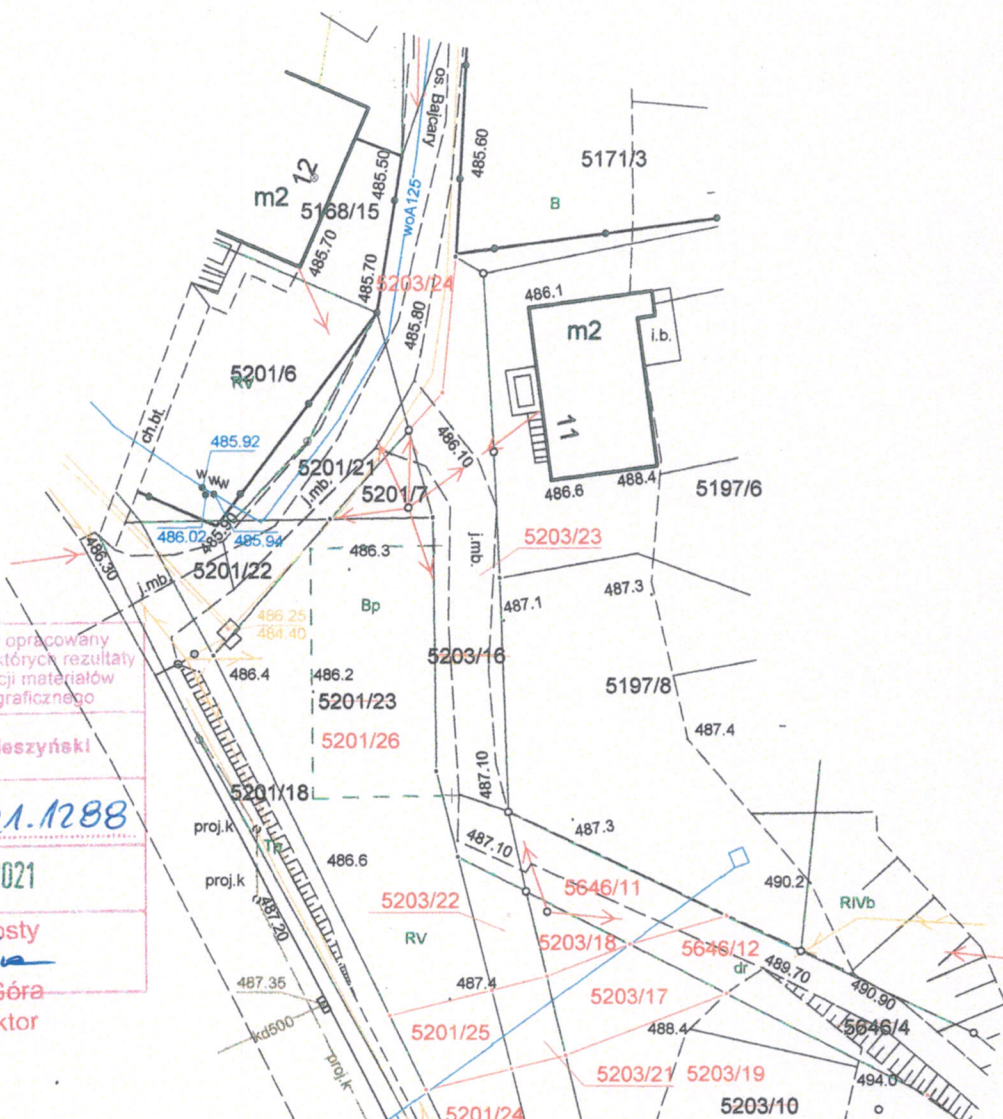 os. Bajcary
485.60
5171/3
B
12
m2
485.50
5168/15
woA125
485.70
485.70
5203/24
485.80
486.1
m2
i.b.
11
5201/6
RV
ch.bt.
485.92
486.10
w
w
w
5201/21
j.mb.
5201/7
486.6
488.4
5197/6
486.02
485.90
485.94
486.30
486.3
j.mb.
5203/23
5201/22
j.mb.
487.1
487.3
Bp
486.25
484.40
opracowany
których rezultaty
cji materiałów
graficznego
5203/16
486.4
486.2
5201/23
5197/8
5201/26
eszyński
487.4
487.10
5201/18
1.1288
proj.k
Tp
487.3
487.10
486.6
021
proj.k
490.2
5646/11
5203/22
RIVb
487.20
RV
5203/18
5646/12
osty
dr
489.70
Góra
487.35
487.4
490.90
ktor
5203/17
kd500
5201/25
488.4
5646/4
proj.k
5203/21
5203/19
494.0
5201/24
5203/10